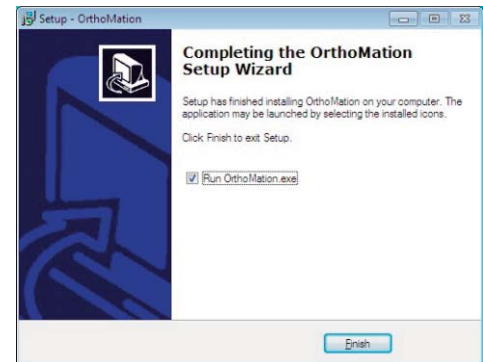 Setup - OrthoMation
Completing the OrthoMation
Setup Wizard
Setup has finished installing OrthoMation on your computer. The
application may be launched by selecting the installed icons.
Click Finish to exit Setup.
Run OrthoMation.exe
Finish